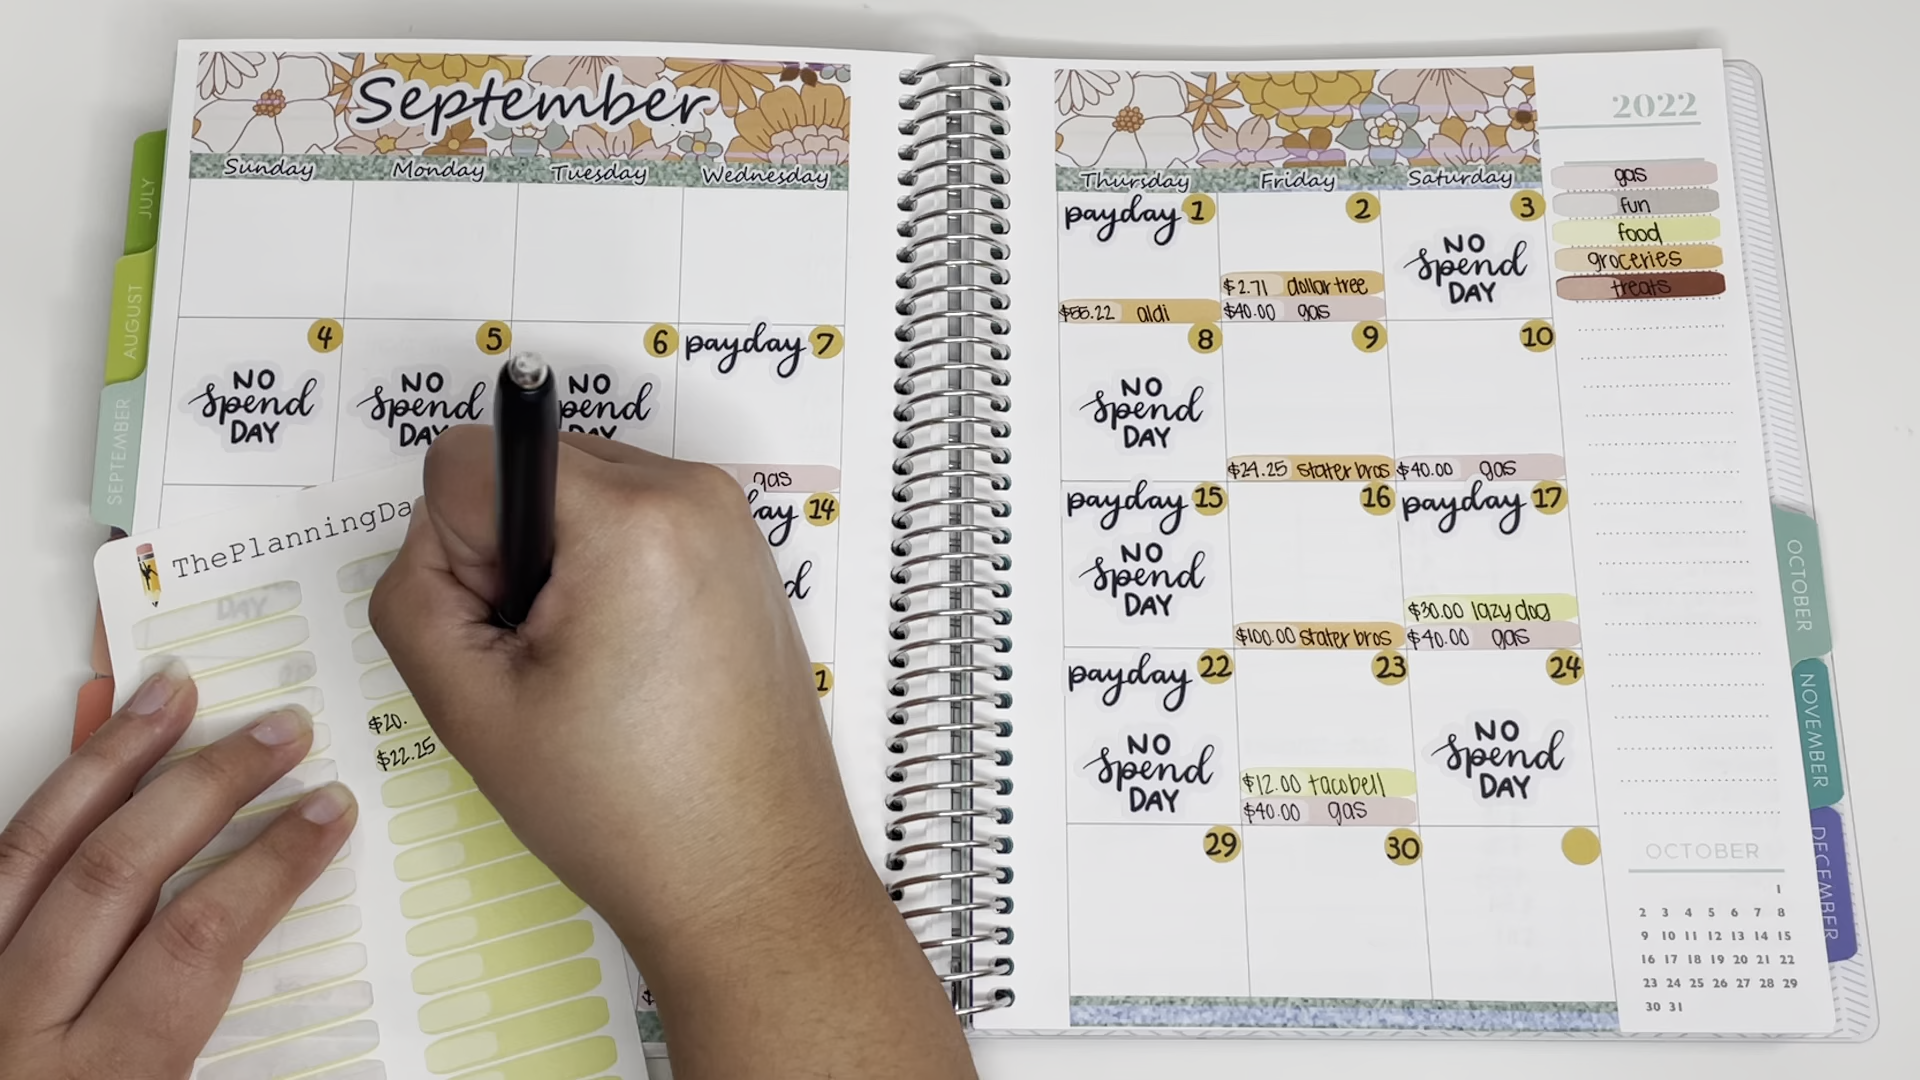 September
Sunday
Monday
Tuesday
Wednesday
4
NO
Spend
DAY
5
NO
Spend
DAY
6
NO
Spend
DAY
payday 7
gas
14
1
JULY
AUGUST
SEPTEMBER
ThePlanningDa
DAY
$20.
$22.25
2022
Thursday
Friday
Saturday
payday 1
$55.22 aldi
2
$2.71 dollar tree
$40.00 gas
3
NO
Spend
DAY
8
NO
Spend
DAY
9
$24.25 stater bros
10
$40.00 gas
payday 15
NO
Spend
DAY
16
$100.00 stater bros
payday 17
$30.00 lazy dog
$40.00 gas
payday 22
NO
Spend
DAY
23
$12.00 tacobell
$40.00 gas
24
NO
Spend
DAY
29
30
gas
fun
food
groceries
treats
OCTOBER
1
2 3 4 5 6 7 8
9 10 11 12 13 14 15
16 17 18 19 20 21 22
23 24 25 26 27 28 29
30 31
OCTOBER
NOVEMBER
DECEMBER